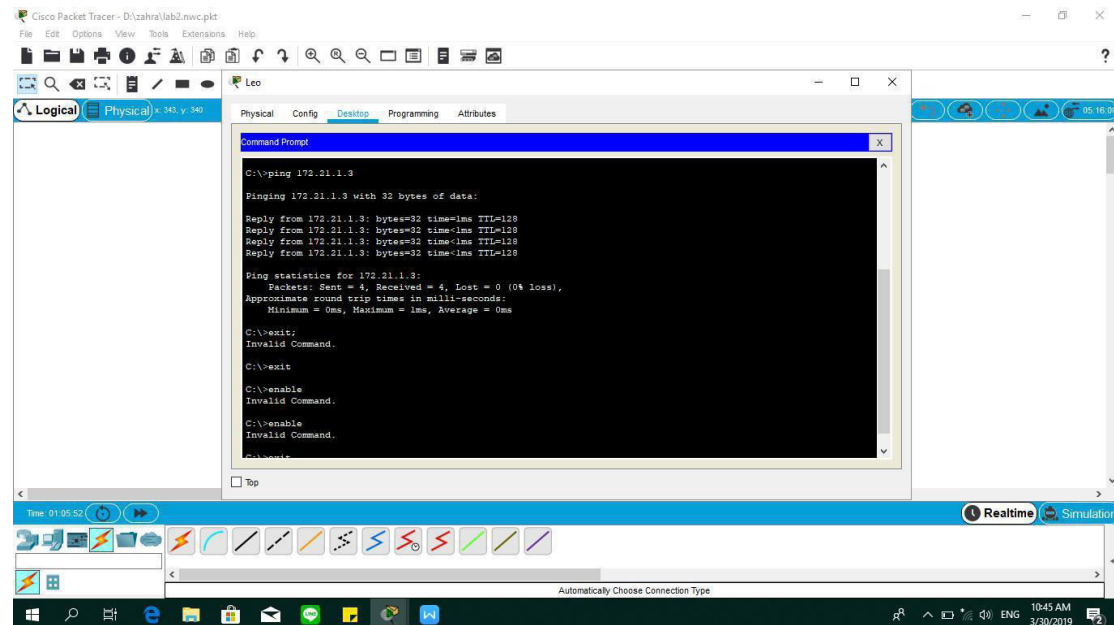 Cisco Packet Tracer - D:\zahra\lab2.nwc.pkt
File Edit Options View Tools Extensions Help
?
Leo
Logical Physical x: 343, y: 340
05:16:0
Physical Config Desktop Programming Attributes
Command Prompt X
C:\>ping 172.21.1.3
Pinging 172.21.1.3 with 32 bytes of data:
Reply from 172.21.1.3: bytes=32 time=1ms TTL=128
Reply from 172.21.1.3: bytes=32 time<1ms TTL=128
Reply from 172.21.1.3: bytes=32 time<1ms TTL=128
Reply from 172.21.1.3: bytes=32 time<1ms TTL=128
Ping statistics for 172.21.1.3:
Packets: Sent = 4, Received = 4, Lost = 0 (0% loss),
Approximate round trip times in milli-seconds:
Minimum = 0ms, Maximum = 1ms, Average = 0ms
C:\>exit;
Invalid Command.
C:\>exit
C:\>enable
Invalid Command.
C:\>enable
Invalid Command.
C:\>exit
Top
Time: 01:05:52
Realtime Simulation
Automatically Choose Connection Type
ENG
10:45 AM
3/30/2019